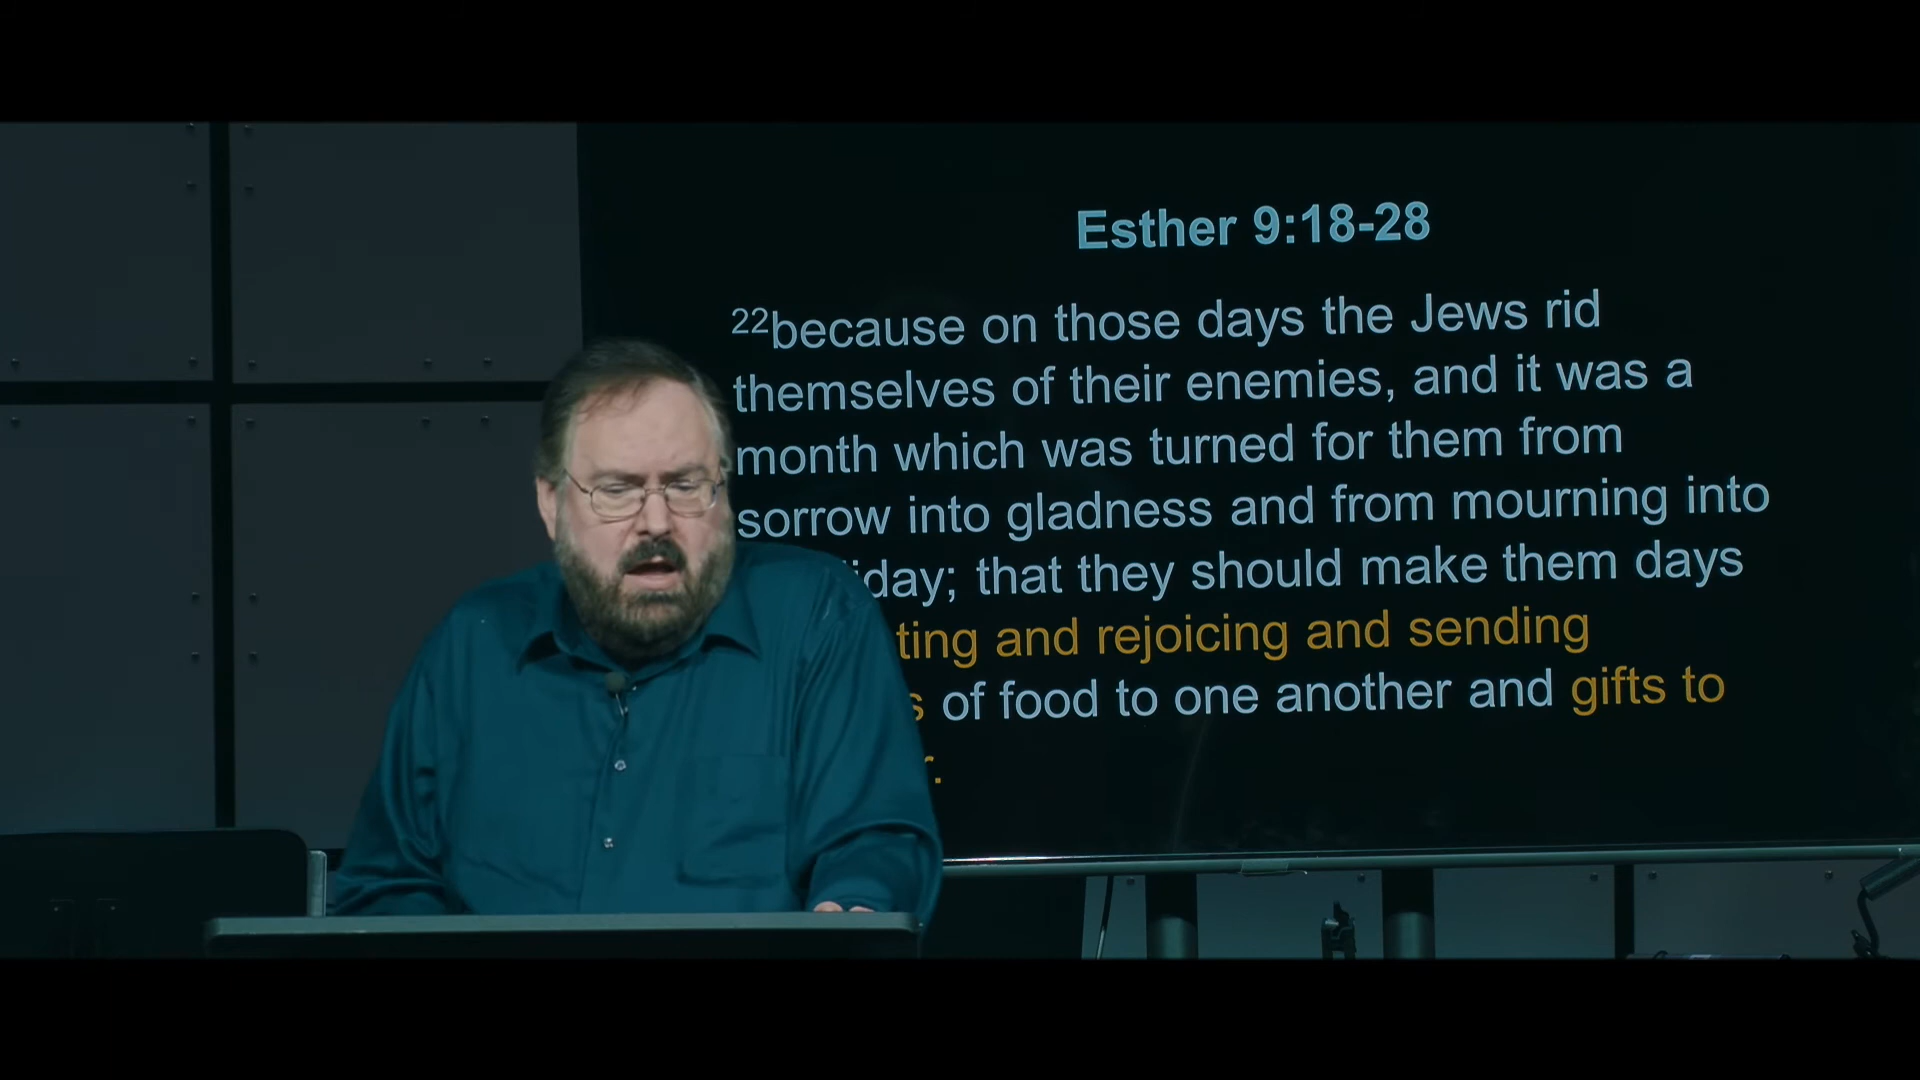 Esther 9:18-28
22because on those days the Jews rid
themselves of their enemies, and it was a
month which was turned for them from
sorrow into gladness and from mourning into
that they should make them days
and rejoicing and sending
of food to one another and gifts to